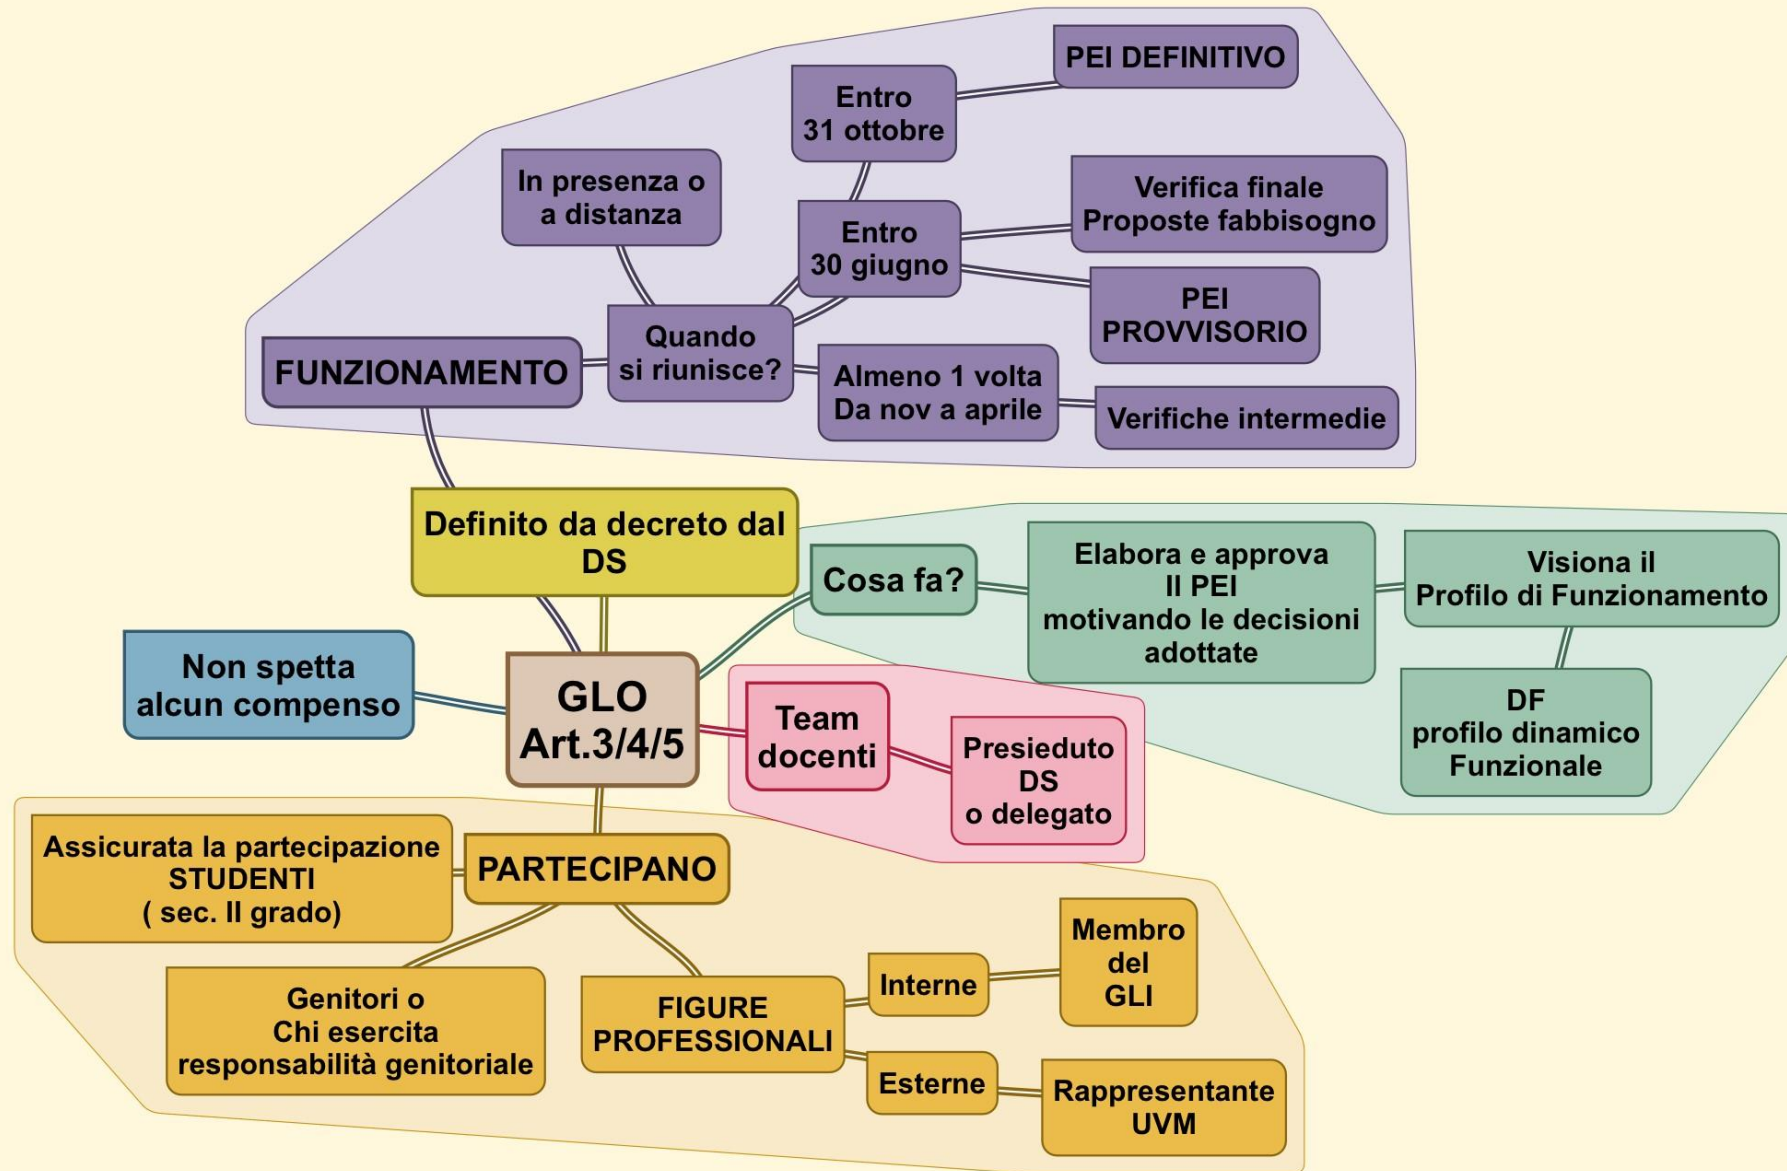 PEI DEFINITIVO
Entro
31 ottobre
In presenza o
a distanza
Verifica finale
Proposte fabbisogno
Entro
30 giugno
PEI
PROVVISORIO
Quando
si riunisce?
FUNZIONAMENTO
Almeno 1 volta
Da nov a aprile
Verifiche intermedie
Definito da decreto dal
DS
Cosa fa?
Elabora e approva
Il PEI
motivando le decisioni
adottate
Visiona il
Profilo di Funzionamento
DF
profilo dinamico
Funzionale
Non spetta
alcun compenso
GLO
Art.3/4/5
Team
docenti
Presieduto
DS
o delegato
PARTECIPANO
Assicurata la partecipazione
STUDENTI
( sec. II grado)
Genitori o
Chi esercita
responsabilità genitoriale
FIGURE
PROFESSIONALI
Interne
Membro
del
GLI
Esterne
Rappresentante
UVM